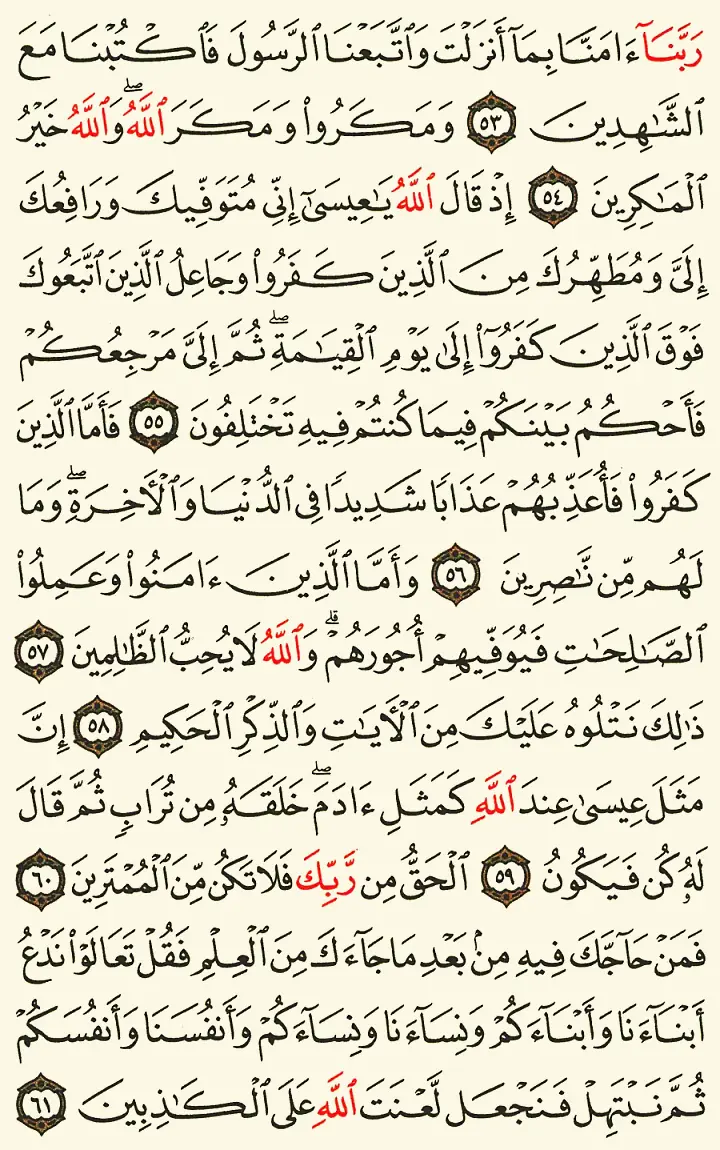 رَبَّنَآ ءَامَنَّا بِمَآ أَنزَلْتَ وَٱتَّبَعْنَا ٱلرَّسُولَ فَٱكْتُبْنَا مَعَ
ٱلشَّٰهِدِينَ ٥٣ وَمَكَرُوا۟ وَمَكَرَ ٱللَّهُ ۖ وَٱللَّهُ خَيْرُ
ٱلْمَٰكِرِينَ ٥٤ إِذْ قَالَ ٱللَّهُ يَٰعِيسَىٰٓ إِنِّى مُتَوَفِّيكَ وَرَافِعُكَ
إِلَىَّ وَمُطَهِّرُكَ مِنَ ٱلَّذِينَ كَفَرُوا۟ وَجَاعِلُ ٱلَّذِينَ ٱتَّبَعُوكَ
فَوْقَ ٱلَّذِينَ كَفَرُوٓا۟ إِلَىٰ يَوْمِ ٱلْقِيَٰمَةِ ۖ ثُمَّ إِلَىَّ مَرْجِعُكُمْ
فَأَحْكُمُ بَيْنَكُمْ فِيمَا كُنتُمْ فِيهِ تَخْتَلِفُونَ ٥٥ فَأَمَّا ٱلَّذِينَ
كَفَرُوا۟ فَأُعَذِّبُهُمْ عَذَابًا شَدِيدًا فِى ٱلدُّنْيَا وَٱلْءَاخِرَةِ ۖ وَمَا
لَهُم مِّن نَّٰصِرِينَ ٥٦ وَأَمَّا ٱلَّذِينَ ءَامَنُوا۟ وَعَمِلُوا۟
ٱلصَّٰلِحَٰتِ فَيُوَفِّيهِمْ أُجُورَهُمْ ۗ وَٱللَّهُ لَا يُحِبُّ ٱلظَّٰلِمِينَ ٥٧
ذَٰلِكَ نَتْلُوهُ عَلَيْكَ مِنَ ٱلْءَايَٰتِ وَٱلذِّكْرِ ٱلْحَكِيمِ ٥٨ إِنَّ
مَثَلَ عِيسَىٰ عِندَ ٱللَّهِ كَمَثَلِ ءَادَمَ ۖ خَلَقَهُۥ مِن تُرَابٍ ثُمَّ قَالَ
لَهُۥ كُن فَيَكُونُ ٥٩ ٱلْحَقُّ مِن رَّبِّكَ فَلَا تَكُن مِّنَ ٱلْمُمْتَرِينَ ٦٠
فَمَنْ حَآجَّكَ فِيهِ مِنۢ بَعْدِ مَا جَآءَكَ مِنَ ٱلْعِلْمِ فَقُلْ تَعَالَوْا۟ نَدْعُ
أَبْنَآءَنَا وَأَبْنَآءَكُمْ وَنِسَآءَنَا وَنِسَآءَكُمْ وَأَنفُسَنَا وَأَنفُسَكُمْ
ثُمَّ نَبْتَهِلْ فَنَجْعَل لَّعْنَتَ ٱللَّهِ عَلَى ٱلْكَٰذِبِينَ ٦١